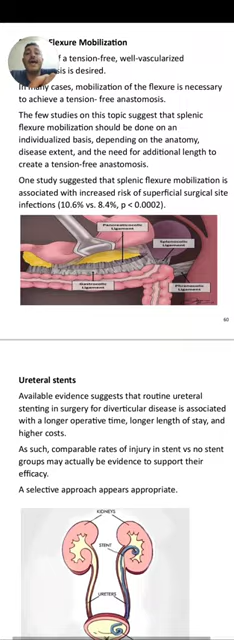 Flexure Mobilization
of a tension-free, well-vascularized
is desired.
In many cases, mobilization of the flexure is necessary
to achieve a tension- free anastomosis.
The few studies on this topic suggest that splenic
flexure mobilization should be done on an
individualized basis, depending on the anatomy,
disease extent, and the need for additional length to
create a tension-free anastomosis.
One study suggested that splenic flexure mobilization is
associated with increased risk of superficial surgical site
infections (10.6% vs. 8.4%, p < 0.0002).
Pancreaticocolic
Ligament
Splenocolic
Ligament
Gastrocolic
Ligament
Phrenocolic
Ligament
60
Ureteral stents
Available evidence suggests that routine ureteral
stenting in surgery for diverticular disease is associated
with a longer operative time, longer length of stay, and
higher costs.
As such, comparable rates of injury in stent vs no stent
groups may actually be evidence to support their
efficacy.
A selective approach appears appropriate.
KIDNEYS
STENT
URETERS